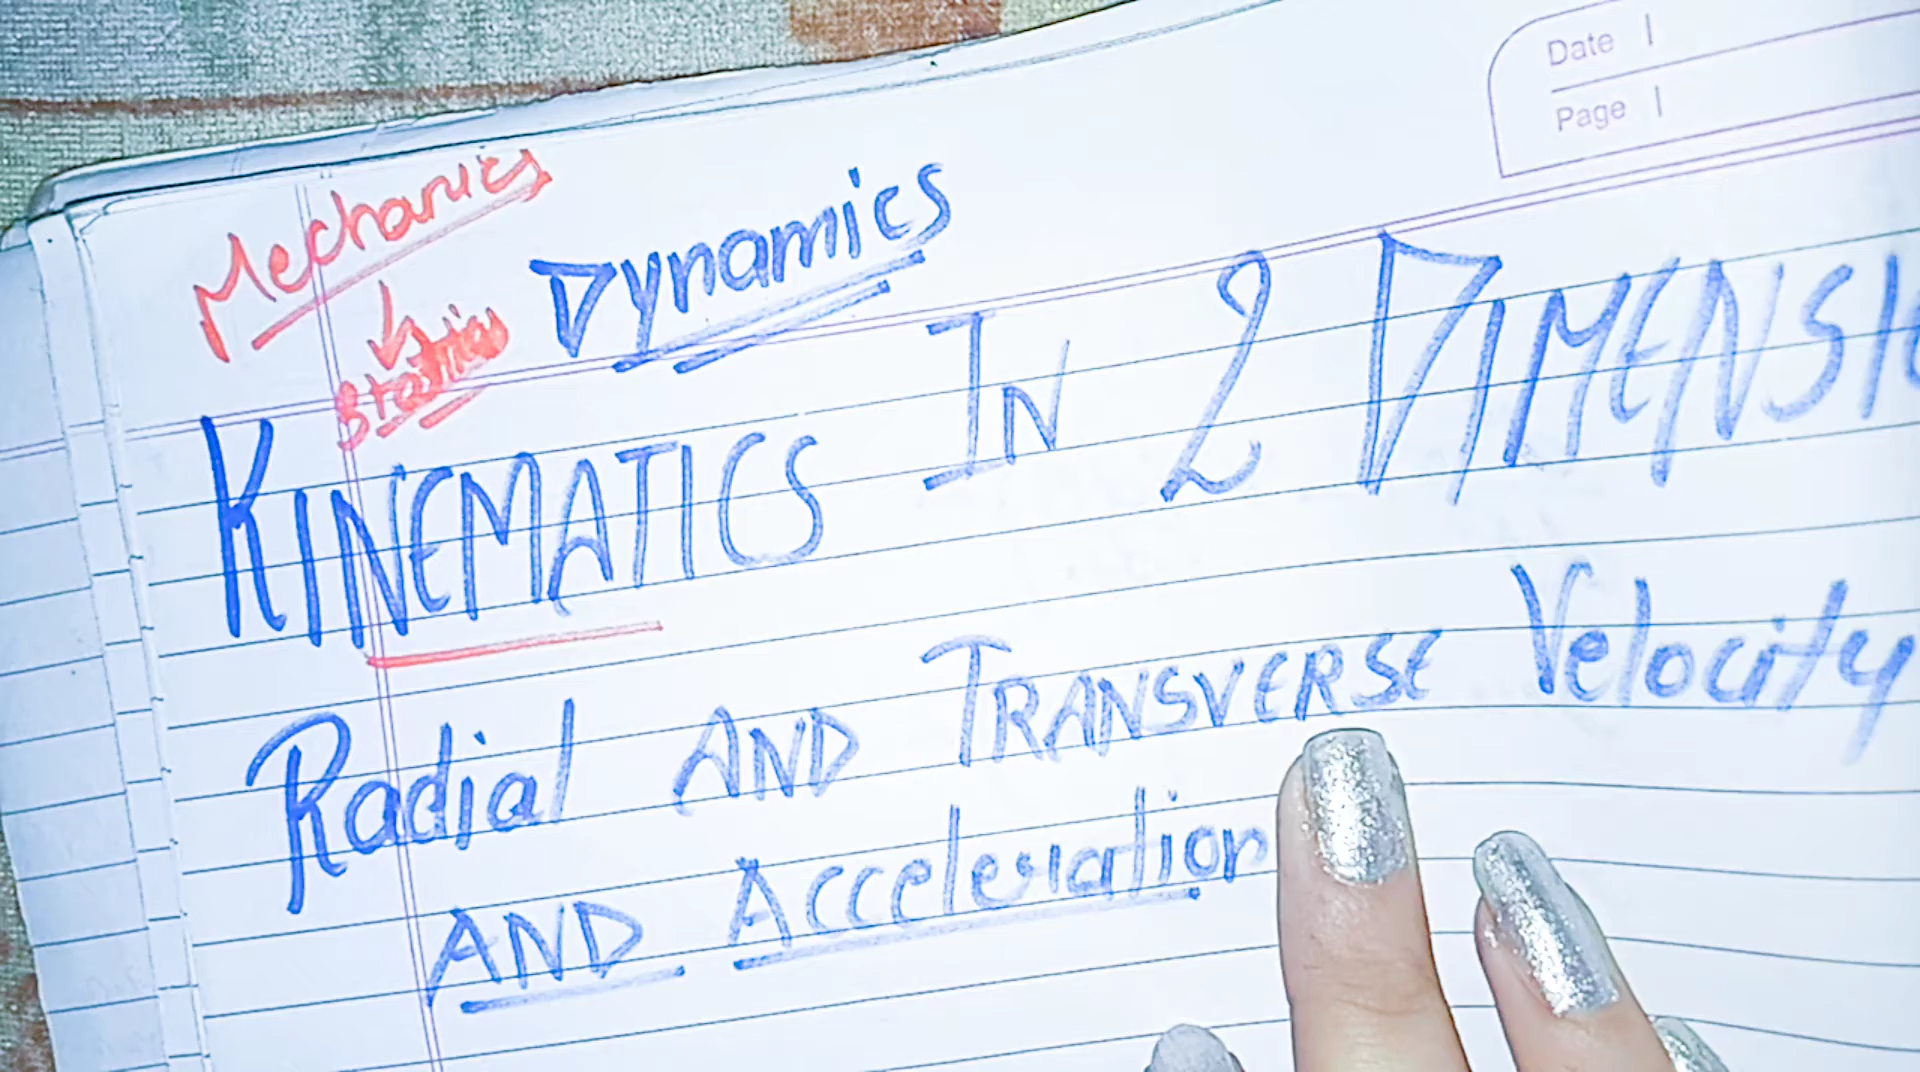 Date
Page
Mechanics
Statics
Dynamics
KINEMATICS IN 2 DIMENSI
Radial AND TRANSVERSE Velocity
AND Acceleration